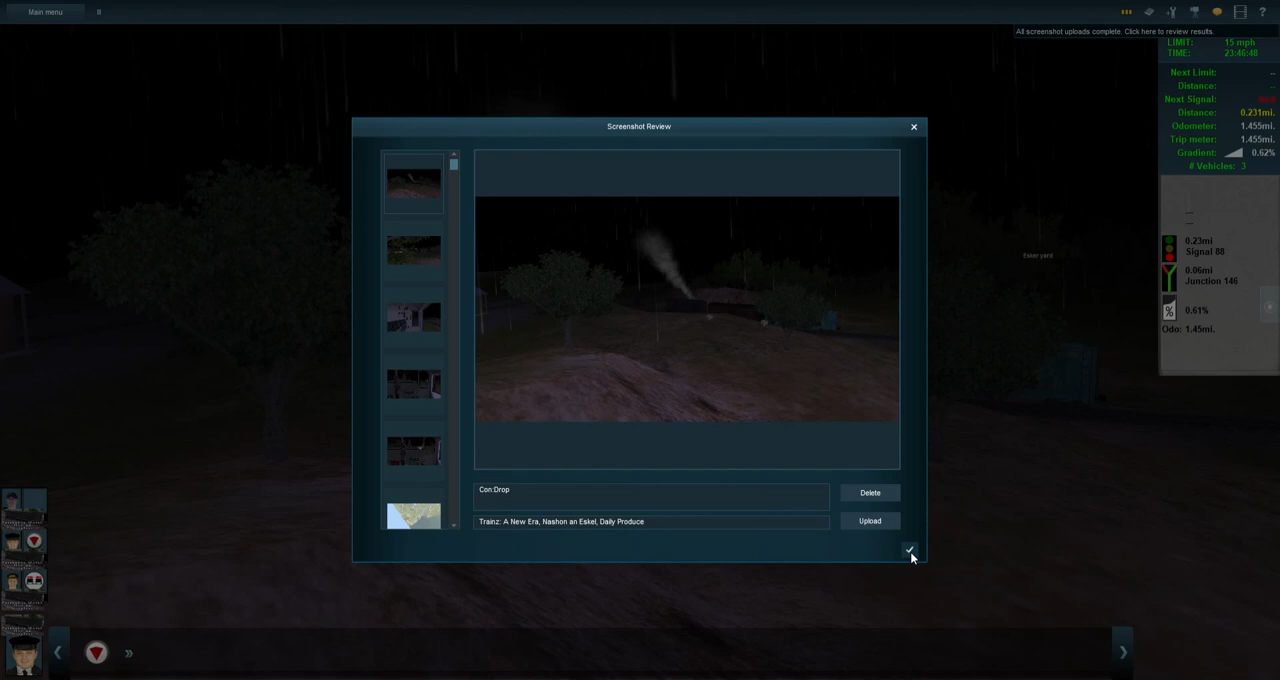 Main menu
All screenshot uploads complete. Click here to review results.
LIMIT: 15 mph
TIME: 23:46:48
Next Limit: --
Distance: --
Next Signal:
Distance: 0.231mi.
Odometer: 1.455mi.
Trip meter: 1.455mi.
Gradient: 0.62%
# Vehicles: 3
Screenshot Review
---
---
0.23mi
Signal 88
0.06mi
Junction 146
0.61%
Odo: 1.45mi.
Esker yard
Con:Drop
Delete
Trainz: A New Era, Nashon an Eskel, Daily Produce
Upload